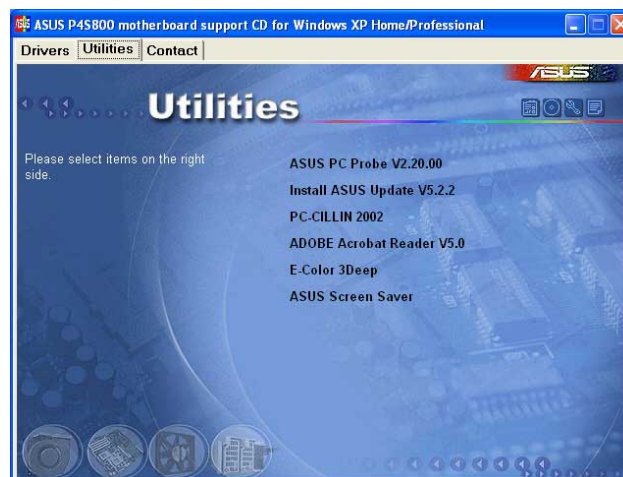 ASUS P4S800 motherboard support CD for Windows XP Home/Professional
Drivers Utilities Contact
ASUS
Utilities
Please select items on the right
side.
ASUS PC Probe V2.20.00
Install ASUS Update V5.2.2
PC-CILLIN 2002
ADOBE Acrobat Reader V5.0
E-Color 3Deep
ASUS Screen Saver